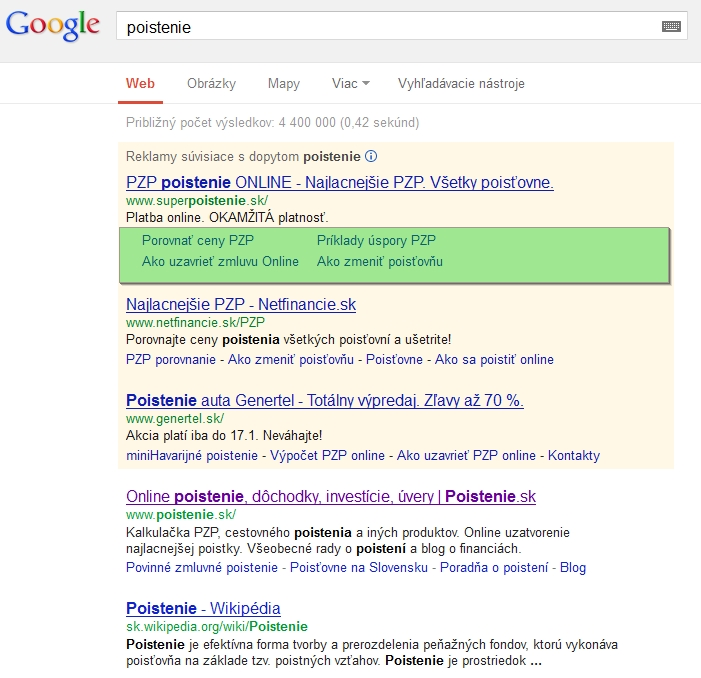 Google
poistenie
Web Obrázky Mapy Viac Vyhľadávacie nástroje
Približný počet výsledkov: 4 400 000 (0,42 sekúnd)
Reklamy súvisiace s dopytom poistenie
PZP poistenie ONLINE - Najlacnejšie PZP. Všetky poisťovne.
www.superpoistenie.sk/
Platba online. OKAMŽITÁ platnosť.
Porovnať ceny PZP Príklady úspory PZP
Ako uzavrieť zmluvu Online Ako zmeniť poisťovňu
Najlacnejšie PZP - Netfinancie.sk
www.netfinancie.sk/PZP
Porovnajte ceny poistenia všetkých poisťovní a ušetrite!
PZP porovnanie - Ako zmeniť poisťovňu - Poisťovne - Ako sa poistiť online
Poistenie auta Genertel - Totálny výpredaj. Zľavy až 70 %.
www.genertel.sk/
Akcia platí iba do 17.1. Neváhajte!
miniHavarijné poistenie - Výpočet PZP online - Ako uzavrieť PZP online - Kontakty
Online poistenie, dôchodky, investície, úvery | Poistenie.sk
www.poistenie.sk/
Kalkulačka PZP, cestovného poistenia a iných produktov. Online uzatvorenie
najlacnejšej poistky. Všeobecné rady o poistení a blog o financiách.
Povinné zmluvné poistenie - Poisťovne na Slovensku - Poradňa o poistení - Blog
Poistenie - Wikipédia
sk.wikipedia.org/wiki/Poistenie
Poistenie je efektívna forma tvorby a prerozdelenia peňažných fondov, ktorú vykonáva
poisťovňa na základe tzv. poistných vzťahov. Poistenie je prostriedok ...